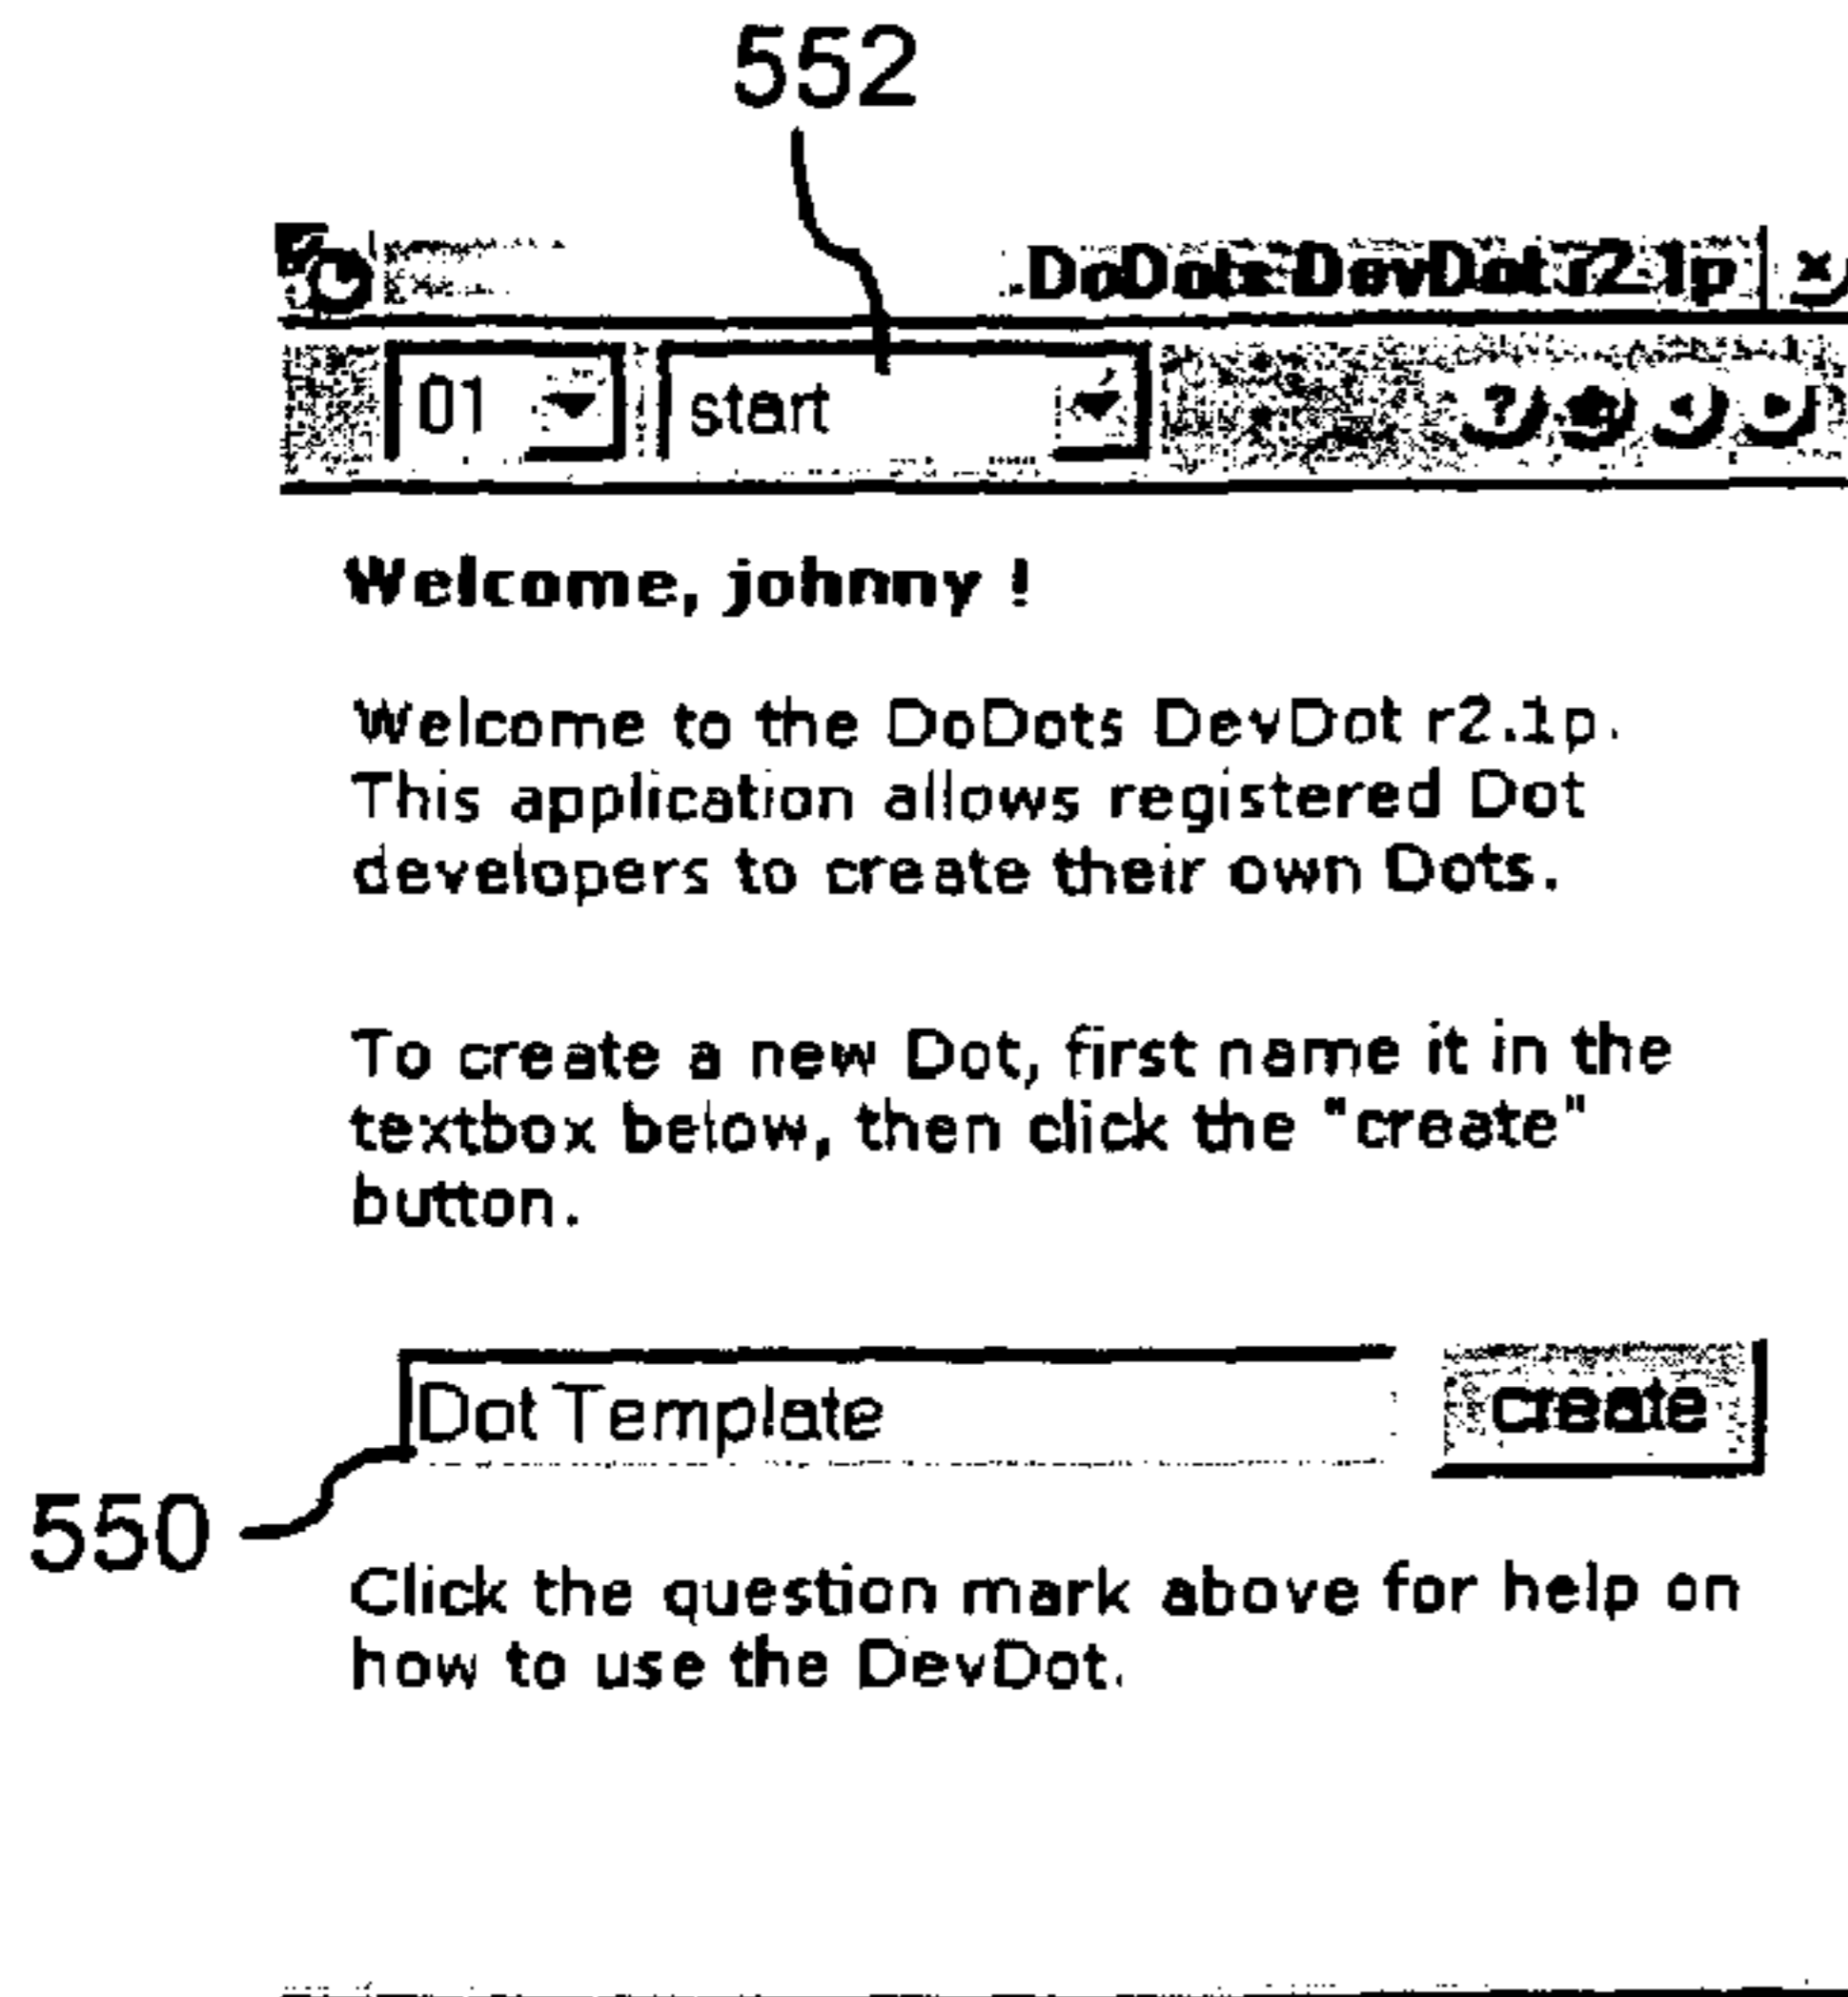 552
DoDots DevDot r2.1p
01 start ?
Welcome, johnny !
Welcome to the DoDots DevDot r2.1p.
This application allows registered Dot
developers to create their own Dots.
To create a new Dot, first name it in the
textbox below, then click the "create"
button.
Dot Template create
550
Click the question mark above for help on
how to use the DevDot.